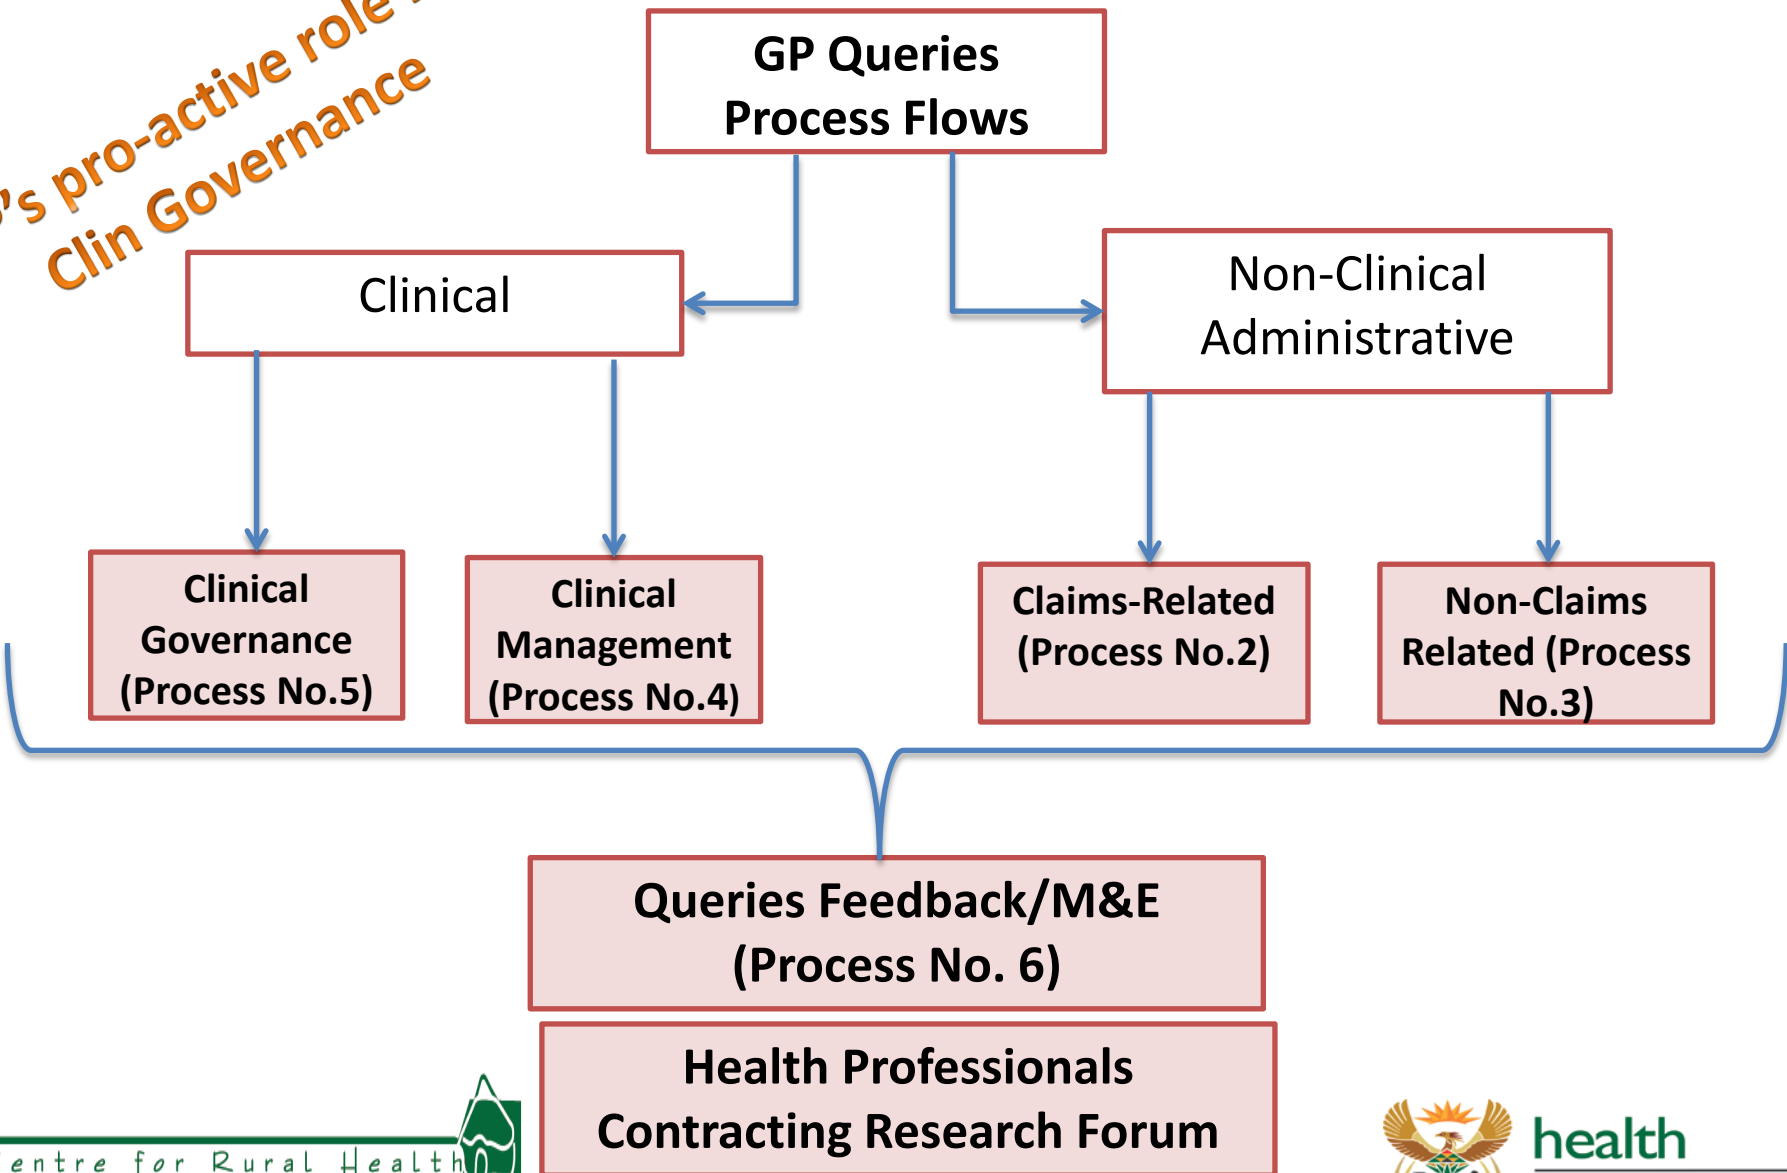 's pro-active role
Clin Governance
GP Queries
Process Flows
Clinical
Non-Clinical
Administrative
Clinical
Governance
(Process No.5)
Clinical
Management
(Process No.4)
Claims-Related
(Process No.2)
Non-Claims
Related (Process
No.3)
Queries Feedback/M&E
(Process No. 6)
Health Professionals
Contracting Research Forum
entre for Rural Health
health